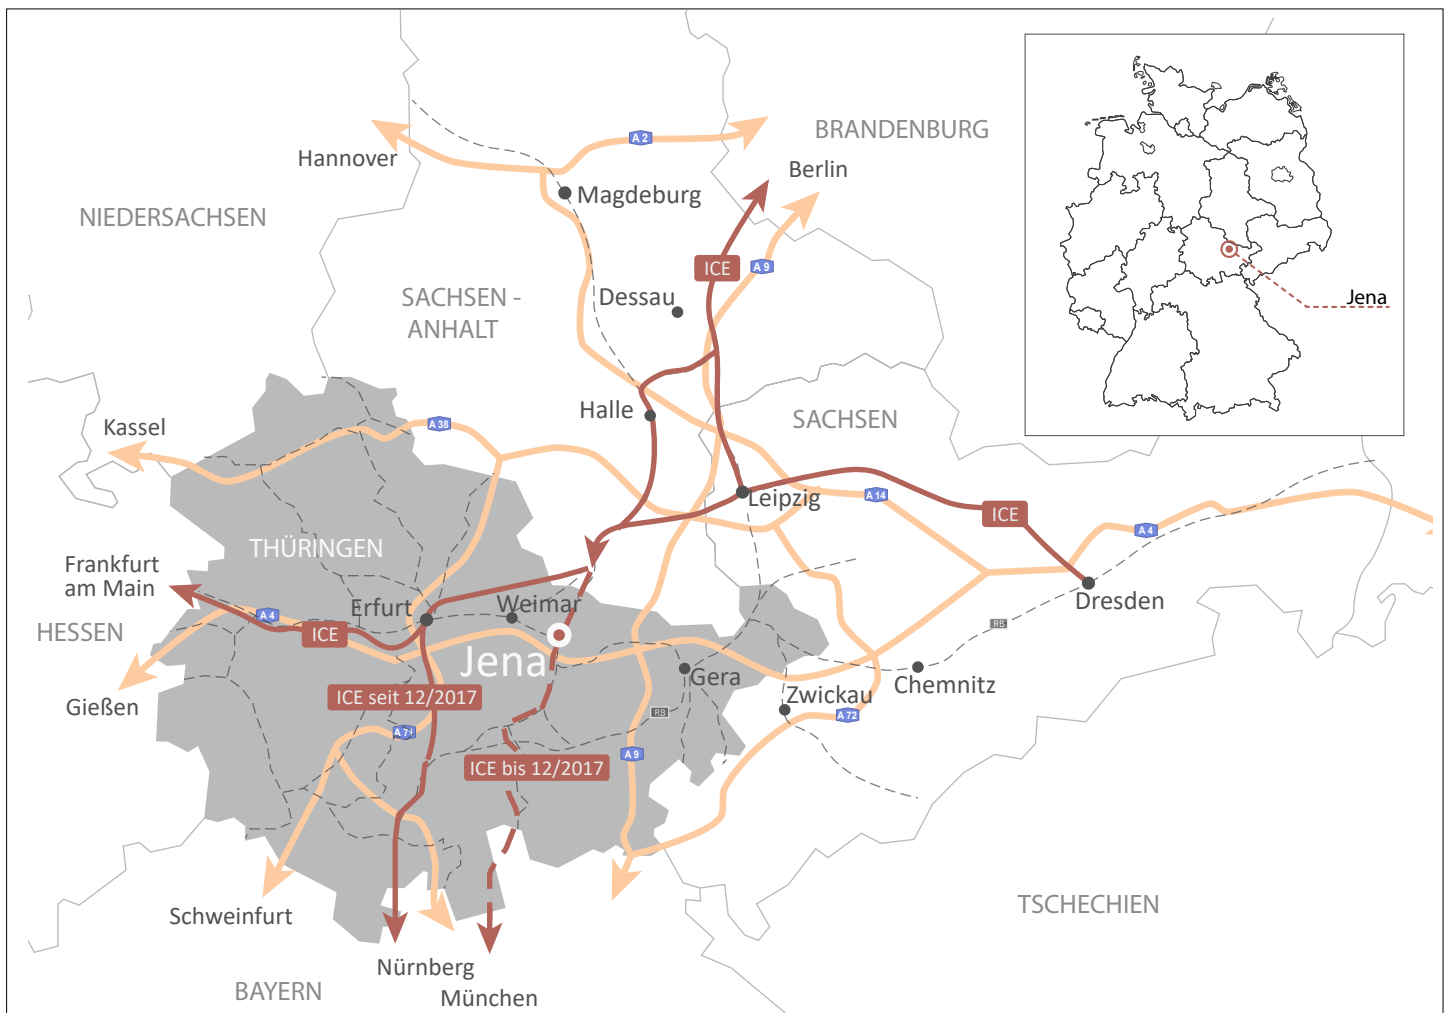 BRANDENBURG
A 2
Hannover
Berlin
Magdeburg
NIEDERSACHSEN
ICE
A 9
Dessau
SACHSEN -
ANHALT
Jena
Halle
SACHSEN
Kassel
A 38
Leipzig
A 14
ICE
A 4
THÜRINGEN
Frankfurt
am Main
Erfurt
Weimar
Dresden
A 4
HESSEN
ICE
RB
Jena
Gera
Chemnitz
Gießen
ICE seit 12/2017
Zwickau
RB
A 72
A 71
A 9
ICE bis 12/2017
Schweinfurt
TSCHECHIEN
Nürnberg
BAYERN
München